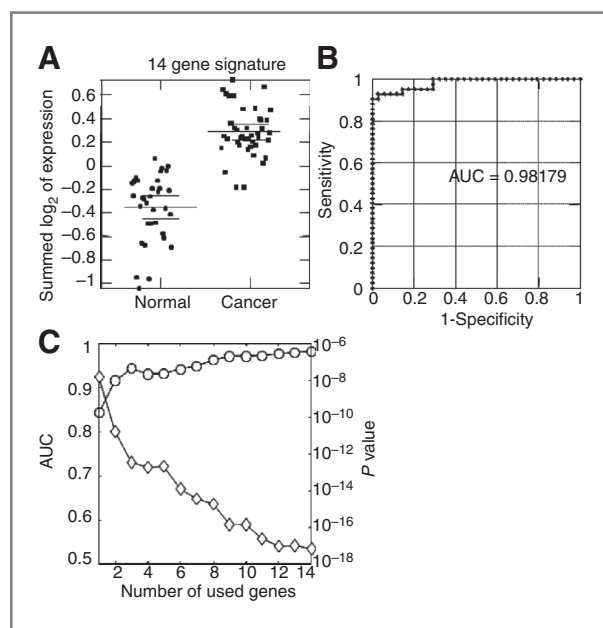 A
14 gene signature
Summed log2 of expression
0.6
0.4
0.2
0
−0.2
−0.4
−0.6
−0.8
−1
Normal Cancer
B
Sensitivity
1
0.8
0.6
0.4
0.2
0
AUC = 0.98179
0 0.2 0.4 0.6 0.8 1
1-Specificity
C
AUC
1
0.9
0.8
0.7
0.6
0.5
10−6
10−8
10−10
10−12
10−14
10−16
10−18
P value
2 4 6 8 10 12 14
Number of used genes